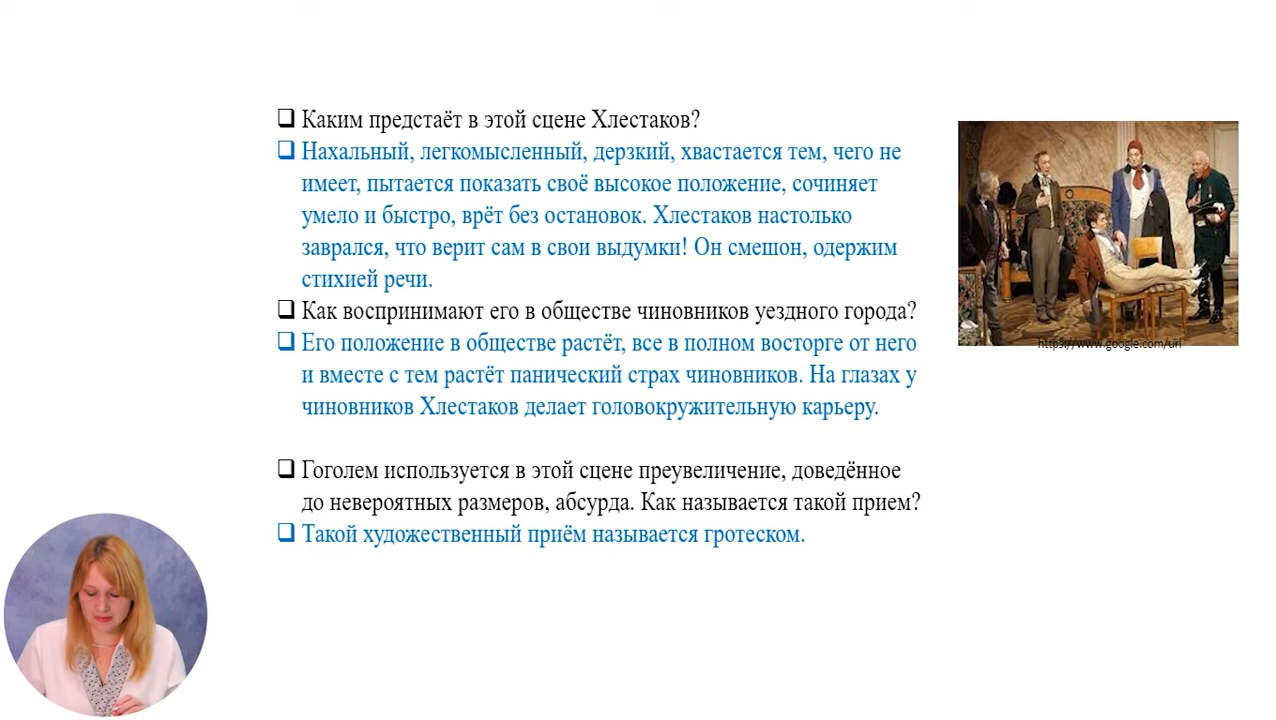 Каким предстаёт в этой сцене Хлестаков?
Нахальный, легкомысленный, дерзкий, хвастается тем, чего не
имеет, пытается показать своё высокое положение, сочиняет
умело и быстро, врёт без остановок. Хлестаков настолько
заврался, что верит сам в свои выдумки! Он смешон, одержим
стихией речи.
Как воспринимают его в обществе чиновников уездного города?
Его положение в обществе растёт, все в полном восторге от него
и вместе с тем растёт панический страх чиновников. На глазах у
чиновников Хлестаков делает головокружительную карьеру.
Гоголем используется в этой сцене преувеличение, доведённое
до невероятных размеров, абсурда. Как называется такой прием?
Такой художественный приём называется гротеском.
https://www.google.com/url